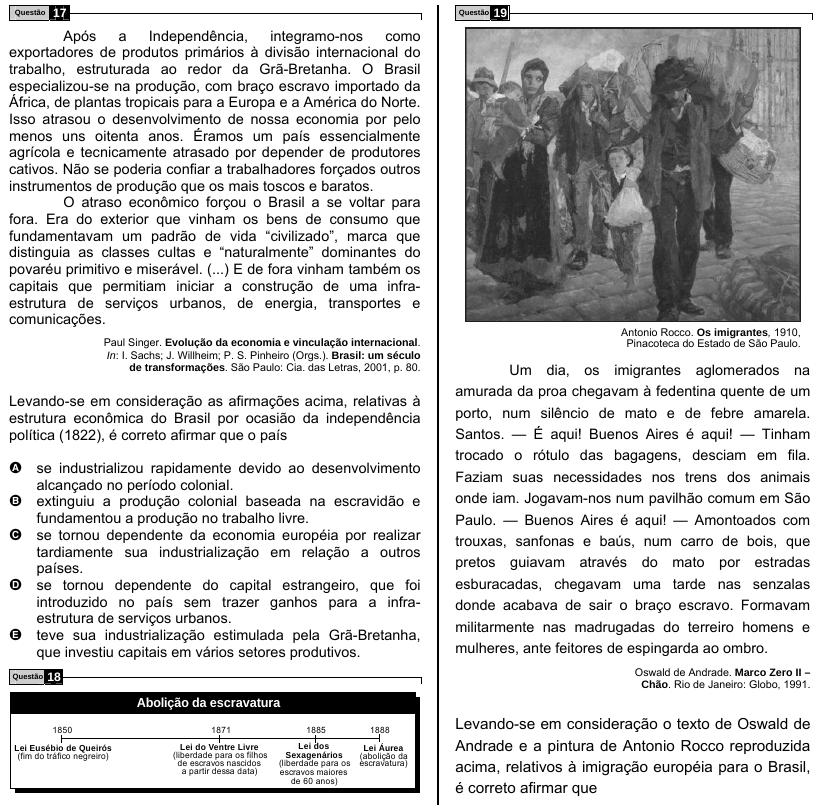 Questão 17
Após a Independência, integramo-nos como
exportadores de produtos primários à divisão internacional do
trabalho, estruturada ao redor da Grã-Bretanha. O Brasil
especializou-se na produção, com braço escravo importado da
África, de plantas tropicais para a Europa e a América do Norte.
Isso atrasou o desenvolvimento de nossa economia por pelo
menos uns oitenta anos. Éramos um país essencialmente
agrícola e tecnicamente atrasado por depender de produtores
cativos. Não se poderia confiar a trabalhadores forçados outros
instrumentos de produção que os mais toscos e baratos.
O atraso econômico forçou o Brasil a se voltar para
fora. Era do exterior que vinham os bens de consumo que
fundamentavam um padrão de vida “civilizado”, marca que
distinguia as classes cultas e “naturalmente” dominantes do
povaréu primitivo e miserável. (...) E de fora vinham também os
capitais que permitiam iniciar a construção de uma infra-
estrutura de serviços urbanos, de energia, transportes e
comunicações.
Paul Singer. Evolução da economia e vinculação internacional.
In: I. Sachs; J. Willheim; P. S. Pinheiro (Orgs.). Brasil: um século
de transformações. São Paulo: Cia. das Letras, 2001, p. 80.
Levando-se em consideração as afirmações acima, relativas à
estrutura econômica do Brasil por ocasião da independência
política (1822), é correto afirmar que o país
A se industrializou rapidamente devido ao desenvolvimento
alcançado no período colonial.
B extinguiu a produção colonial baseada na escravidão e
fundamentou a produção no trabalho livre.
C se tornou dependente da economia européia por realizar
tardiamente sua industrialização em relação a outros
países.
D se tornou dependente do capital estrangeiro, que foi
introduzido no país sem trazer ganhos para a infra-
estrutura de serviços urbanos.
E teve sua industrialização estimulada pela Grã-Bretanha,
que investiu capitais em vários setores produtivos.
Questão 18
Abolição da escravatura
1850 1871 1885 1888
Lei Eusébio de Queirós
(fim do tráfico negreiro)
Lei do Ventre Livre
(liberdade para os filhos
de escravos nascidos
a partir dessa data)
Lei dos
Sexagenários
(liberdade para os
escravos maiores
de 60 anos)
Lei Áurea
(abolição da
escravatura)
Questão 19
Antonio Rocco. Os imigrantes, 1910,
Pinacoteca do Estado de São Paulo.
Um dia, os imigrantes aglomerados na
amurada da proa chegavam à fedentina quente de um
porto, num silêncio de mato e de febre amarela.
Santos. — É aqui! Buenos Aires é aqui! — Tinham
trocado o rótulo das bagagens, desciam em fila.
Faziam suas necessidades nos trens dos animais
onde iam. Jogavam-nos num pavilhão comum em São
Paulo. — Buenos Aires é aqui! — Amontoados com
trouxas, sanfonas e baús, num carro de bois, que
pretos guiavam através do mato por estradas
esburacadas, chegavam uma tarde nas senzalas
donde acabava de sair o braço escravo. Formavam
militarmente nas madrugadas do terreiro homens e
mulheres, ante feitores de espingarda ao ombro.
Oswald de Andrade. Marco Zero II –
Chão. Rio de Janeiro: Globo, 1991.
Levando-se em consideração o texto de Oswald de
Andrade e a pintura de Antonio Rocco reproduzida
acima, relativos à imigração européia para o Brasil,
é correto afirmar que